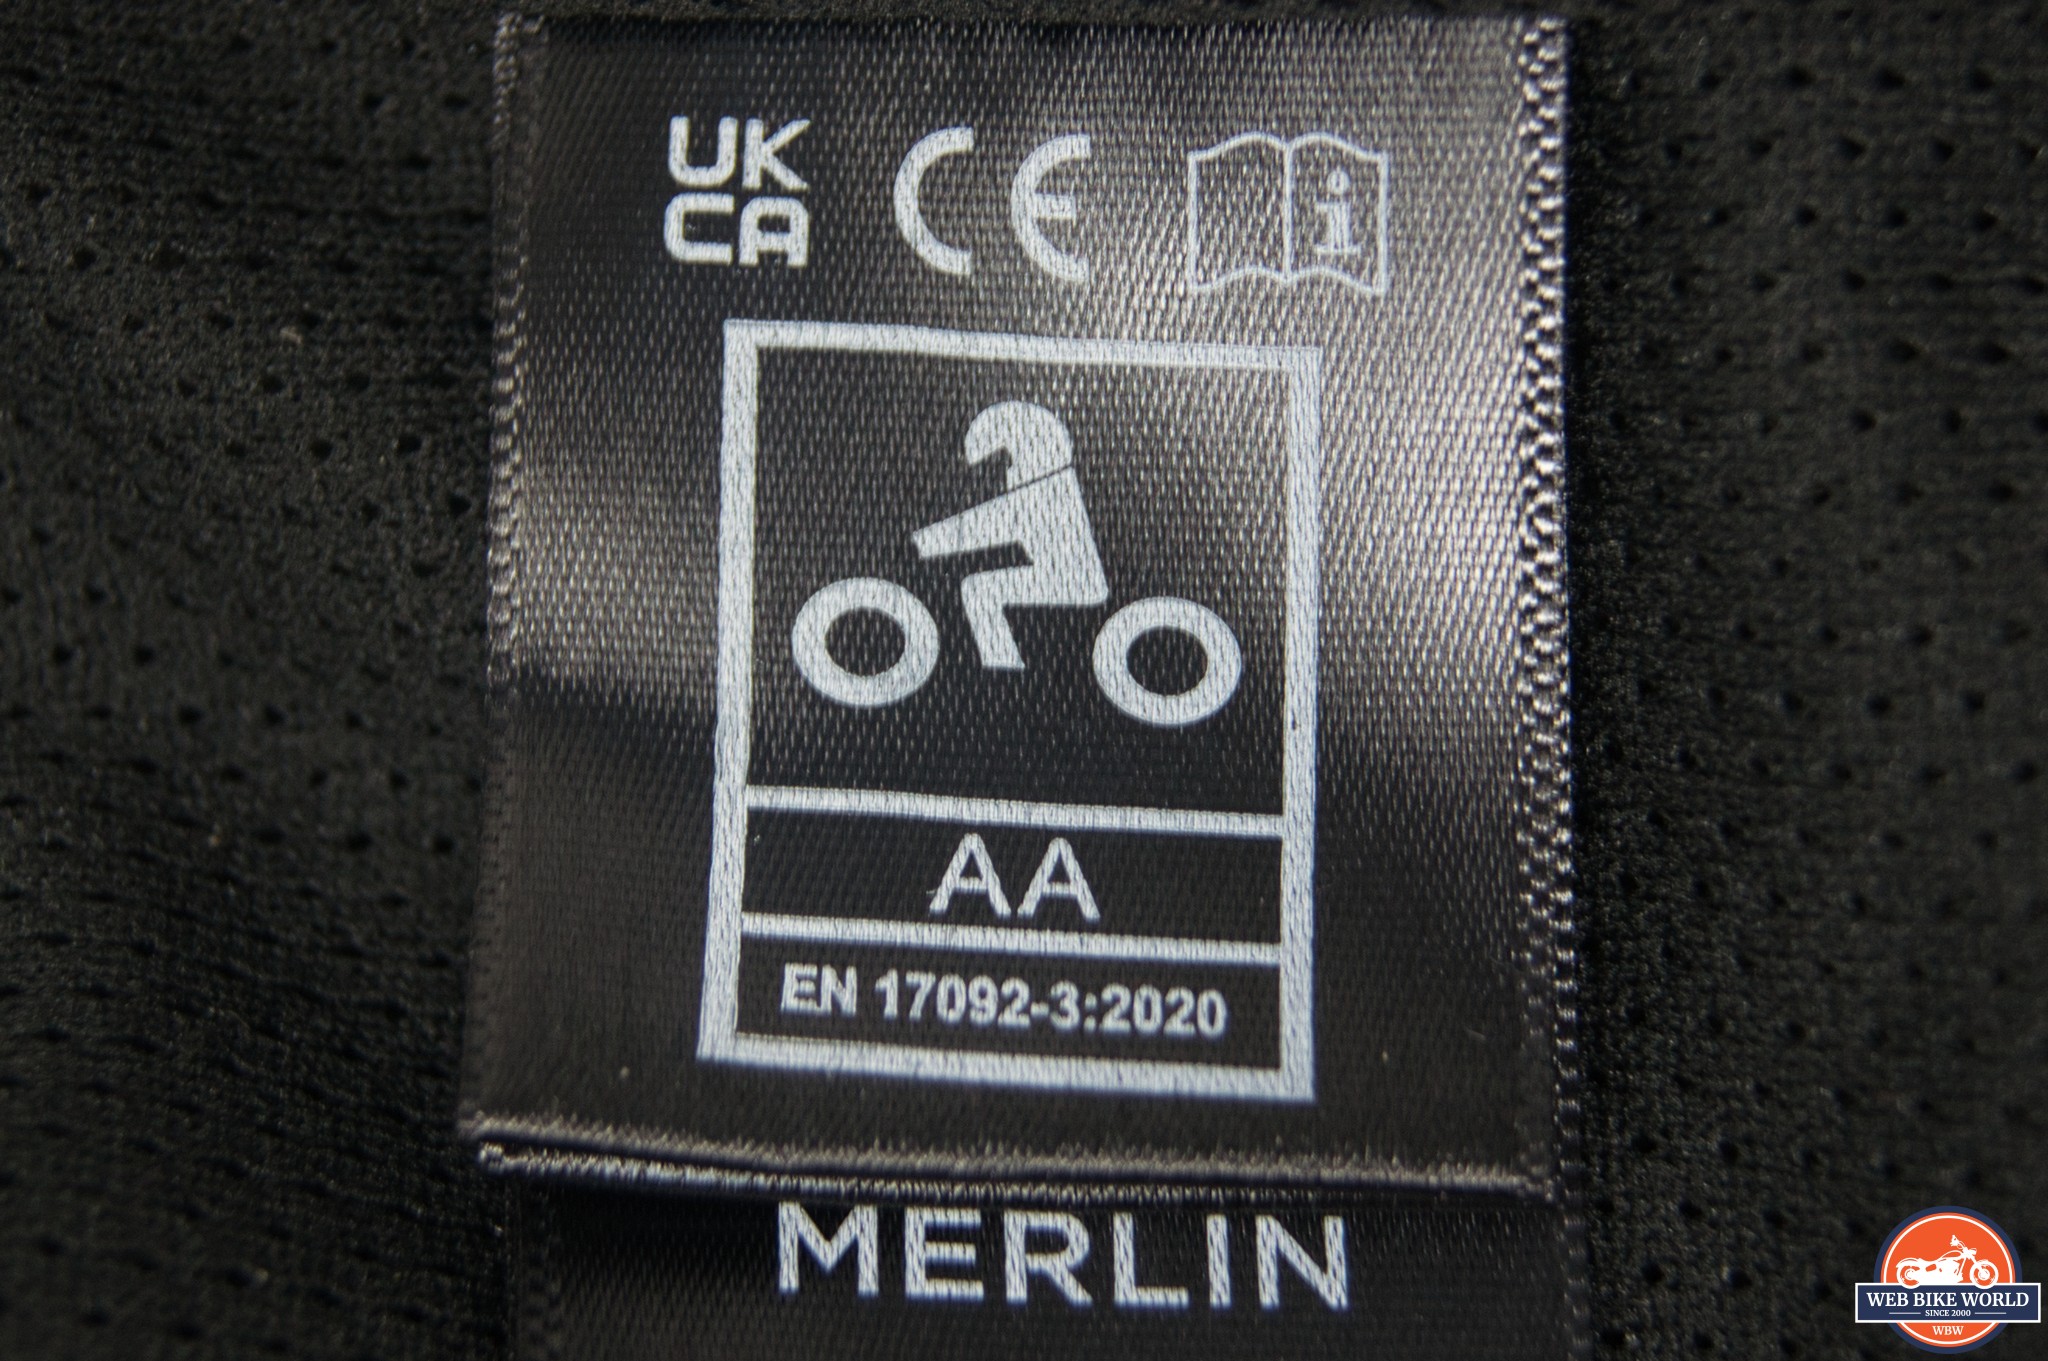 UK
CA
CE
i
AA
EN 17092-3:2020
MERLIN
WEB BIKE WORLD
SINCE 2000
WBW